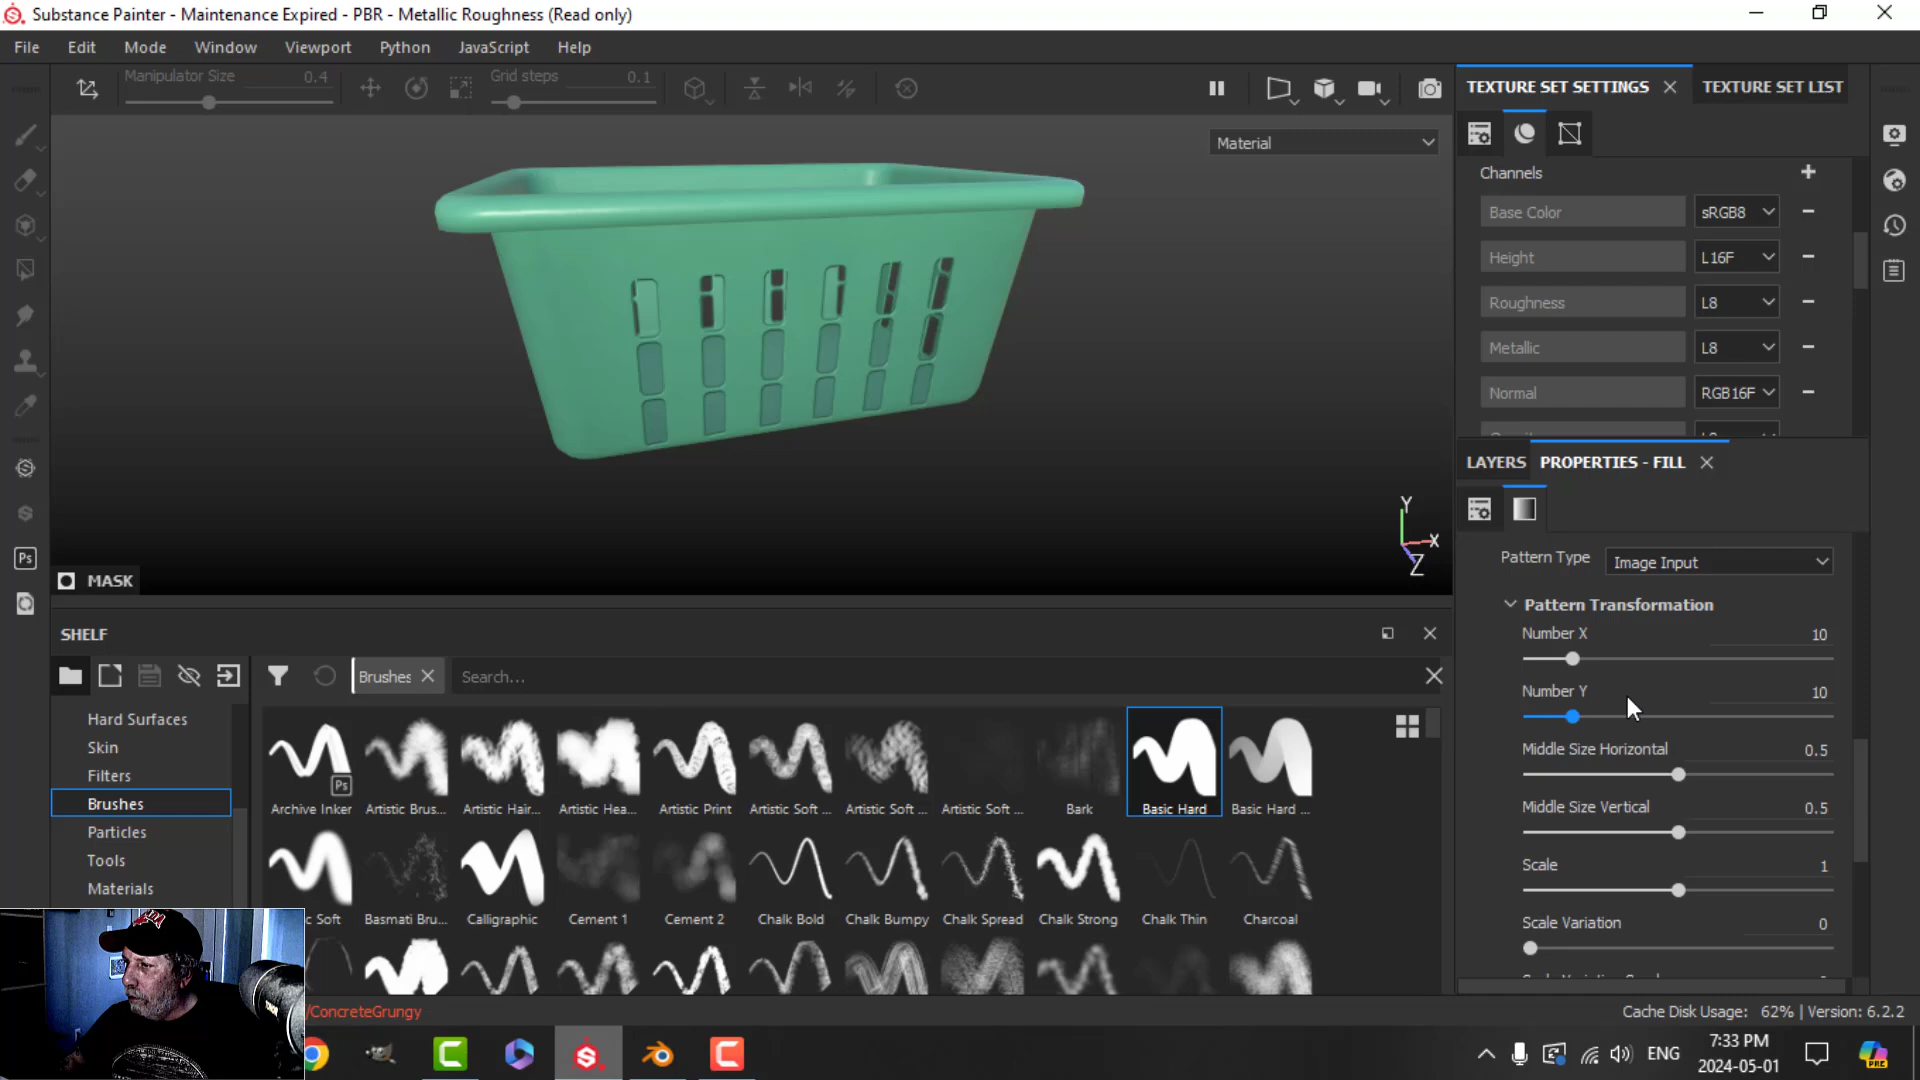 Substance Painter - Maintenance Expired - PBR - Metallic Roughness (Read only)
File Edit Mode Window Viewport Python JavaScript Help
Manipulator Size 0.4 Grid steps 0.1
Material
MASK
Y
X
Z
TEXTURE SET SETTINGS TEXTURE SET LIST
Channels
Base Color sRGB8
Height L16F
Roughness L8
Metallic L8
Normal RGB16F
LAYERS PROPERTIES - FILL
Pattern Type Image Input
Pattern Transformation
Number X 10
Number Y 10
Middle Size Horizontal 0.5
Middle Size Vertical 0.5
Scale 1
Scale Variation 0
SHELF
Brushes Search...
Hard Surfaces
Skin
Filters
Brushes
Particles
Tools
Materials
Ps
Ps
Archive Inker Artistic Brus... Artistic Hair... Artistic Hea... Artistic Print Artistic Soft ... Artistic Soft ... Artistic Soft ... Bark Basic Hard Basic Hard ...
c Soft Basmati Bru... Calligraphic Cement 1 Cement 2 Chalk Bold Chalk Bumpy Chalk Spread Chalk Strong Chalk Thin Charcoal
/ConcreteGrungy
Cache Disk Usage: 62% | Version: 6.2.2
ENG
7:33 PM
2024-05-01